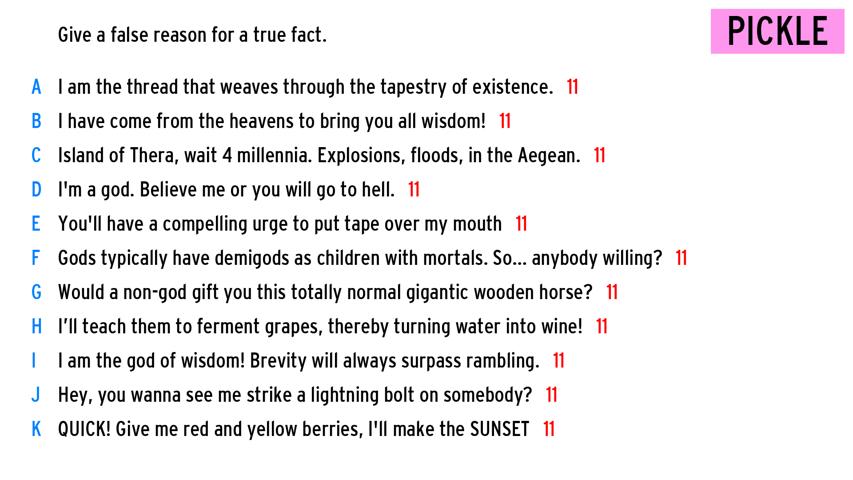 Give a false reason for a true fact.
PICKLE
A I am the thread that weaves through the tapestry of existence. 11
B I have come from the heavens to bring you all wisdom! 11
C Island of Thera, wait 4 millennia. Explosions, floods, in the Aegean. 11
D I'm a god. Believe me or you will go to hell. 11
E You'll have a compelling urge to put tape over my mouth 11
F Gods typically have demigods as children with mortals. So... anybody willing? 11
G Would a non-god gift you this totally normal gigantic wooden horse? 11
H I’ll teach them to ferment grapes, thereby turning water into wine! 11
I I am the god of wisdom! Brevity will always surpass rambling. 11
J Hey, you wanna see me strike a lightning bolt on somebody? 11
K QUICK! Give me red and yellow berries, I'll make the SUNSET 11